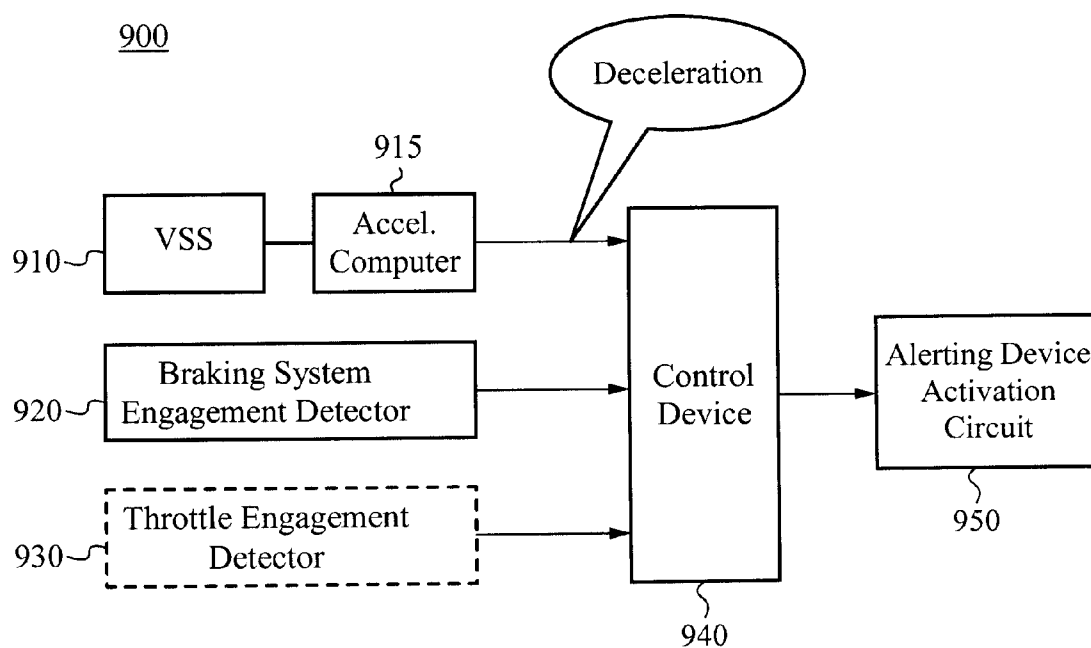 900
Deceleration
915
VSS
Accel.
Computer
910
Braking System
Engagement Detector
920
Control
Device
Alerting Device
Activation
Circuit
950
Throttle Engagement
Detector
930
940